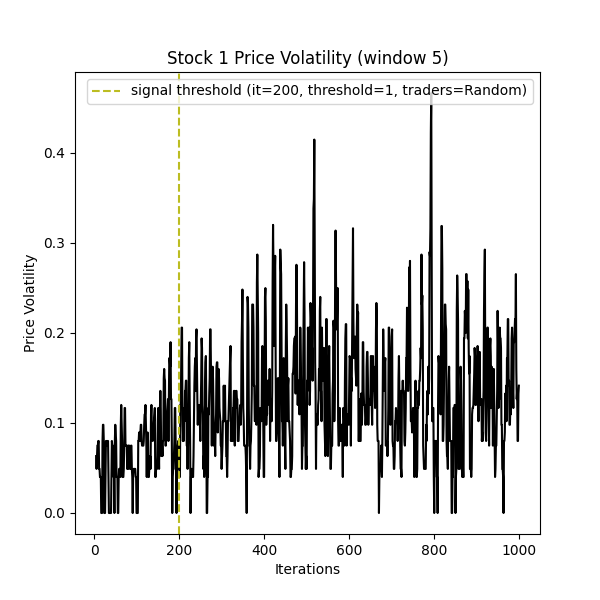 Stock 1 Price Volatility (window 5)
signal threshold (it=200, threshold=1, traders=Random)
0.4
0.3
0.2
0.1
0.0
Price Volatility
0 200 400 600 800 1000
Iterations